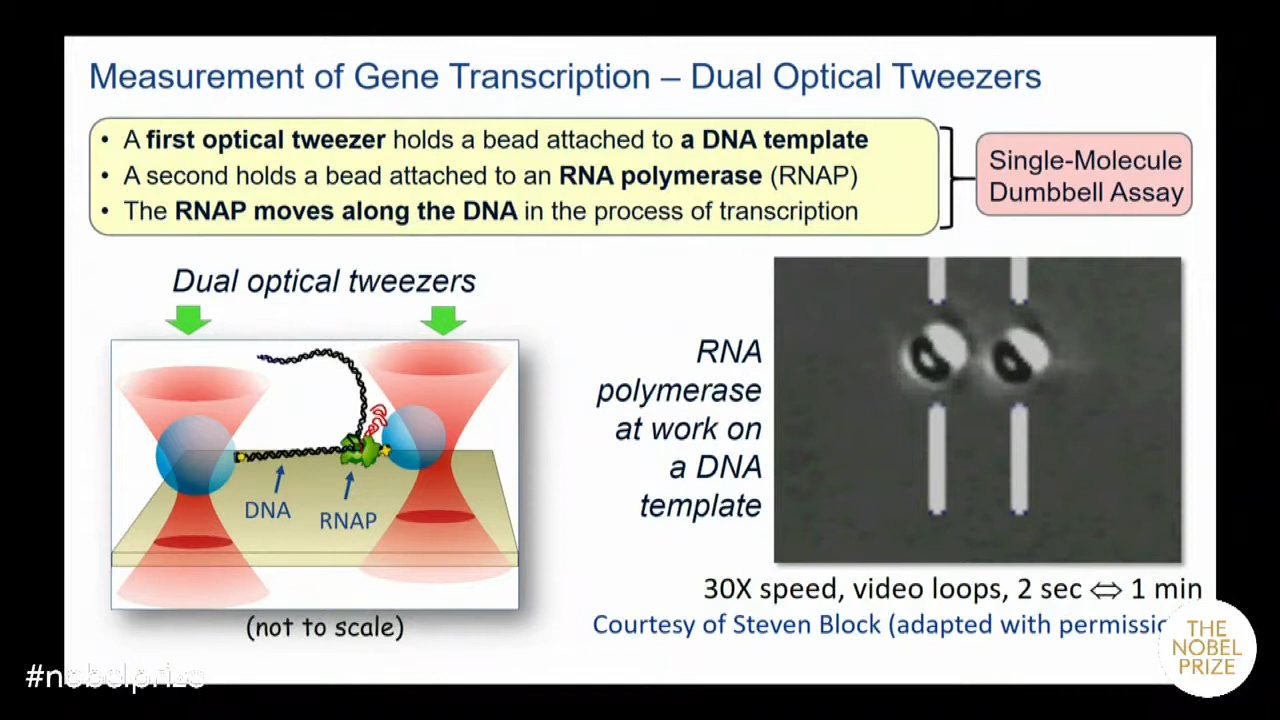 Measurement of Gene Transcription – Dual Optical Tweezers
• A first optical tweezer holds a bead attached to a DNA template
• A second holds a bead attached to an RNA polymerase (RNAP)
• The RNAP moves along the DNA in the process of transcription
Single-Molecule
Dumbbell Assay
Dual optical tweezers
DNA
RNAP
(not to scale)
RNA
polymerase
at work on
a DNA
template
30X speed, video loops, 2 sec ⇔ 1 min
Courtesy of Steven Block (adapted with
THE
NOBEL
PRIZE
#nobelprize